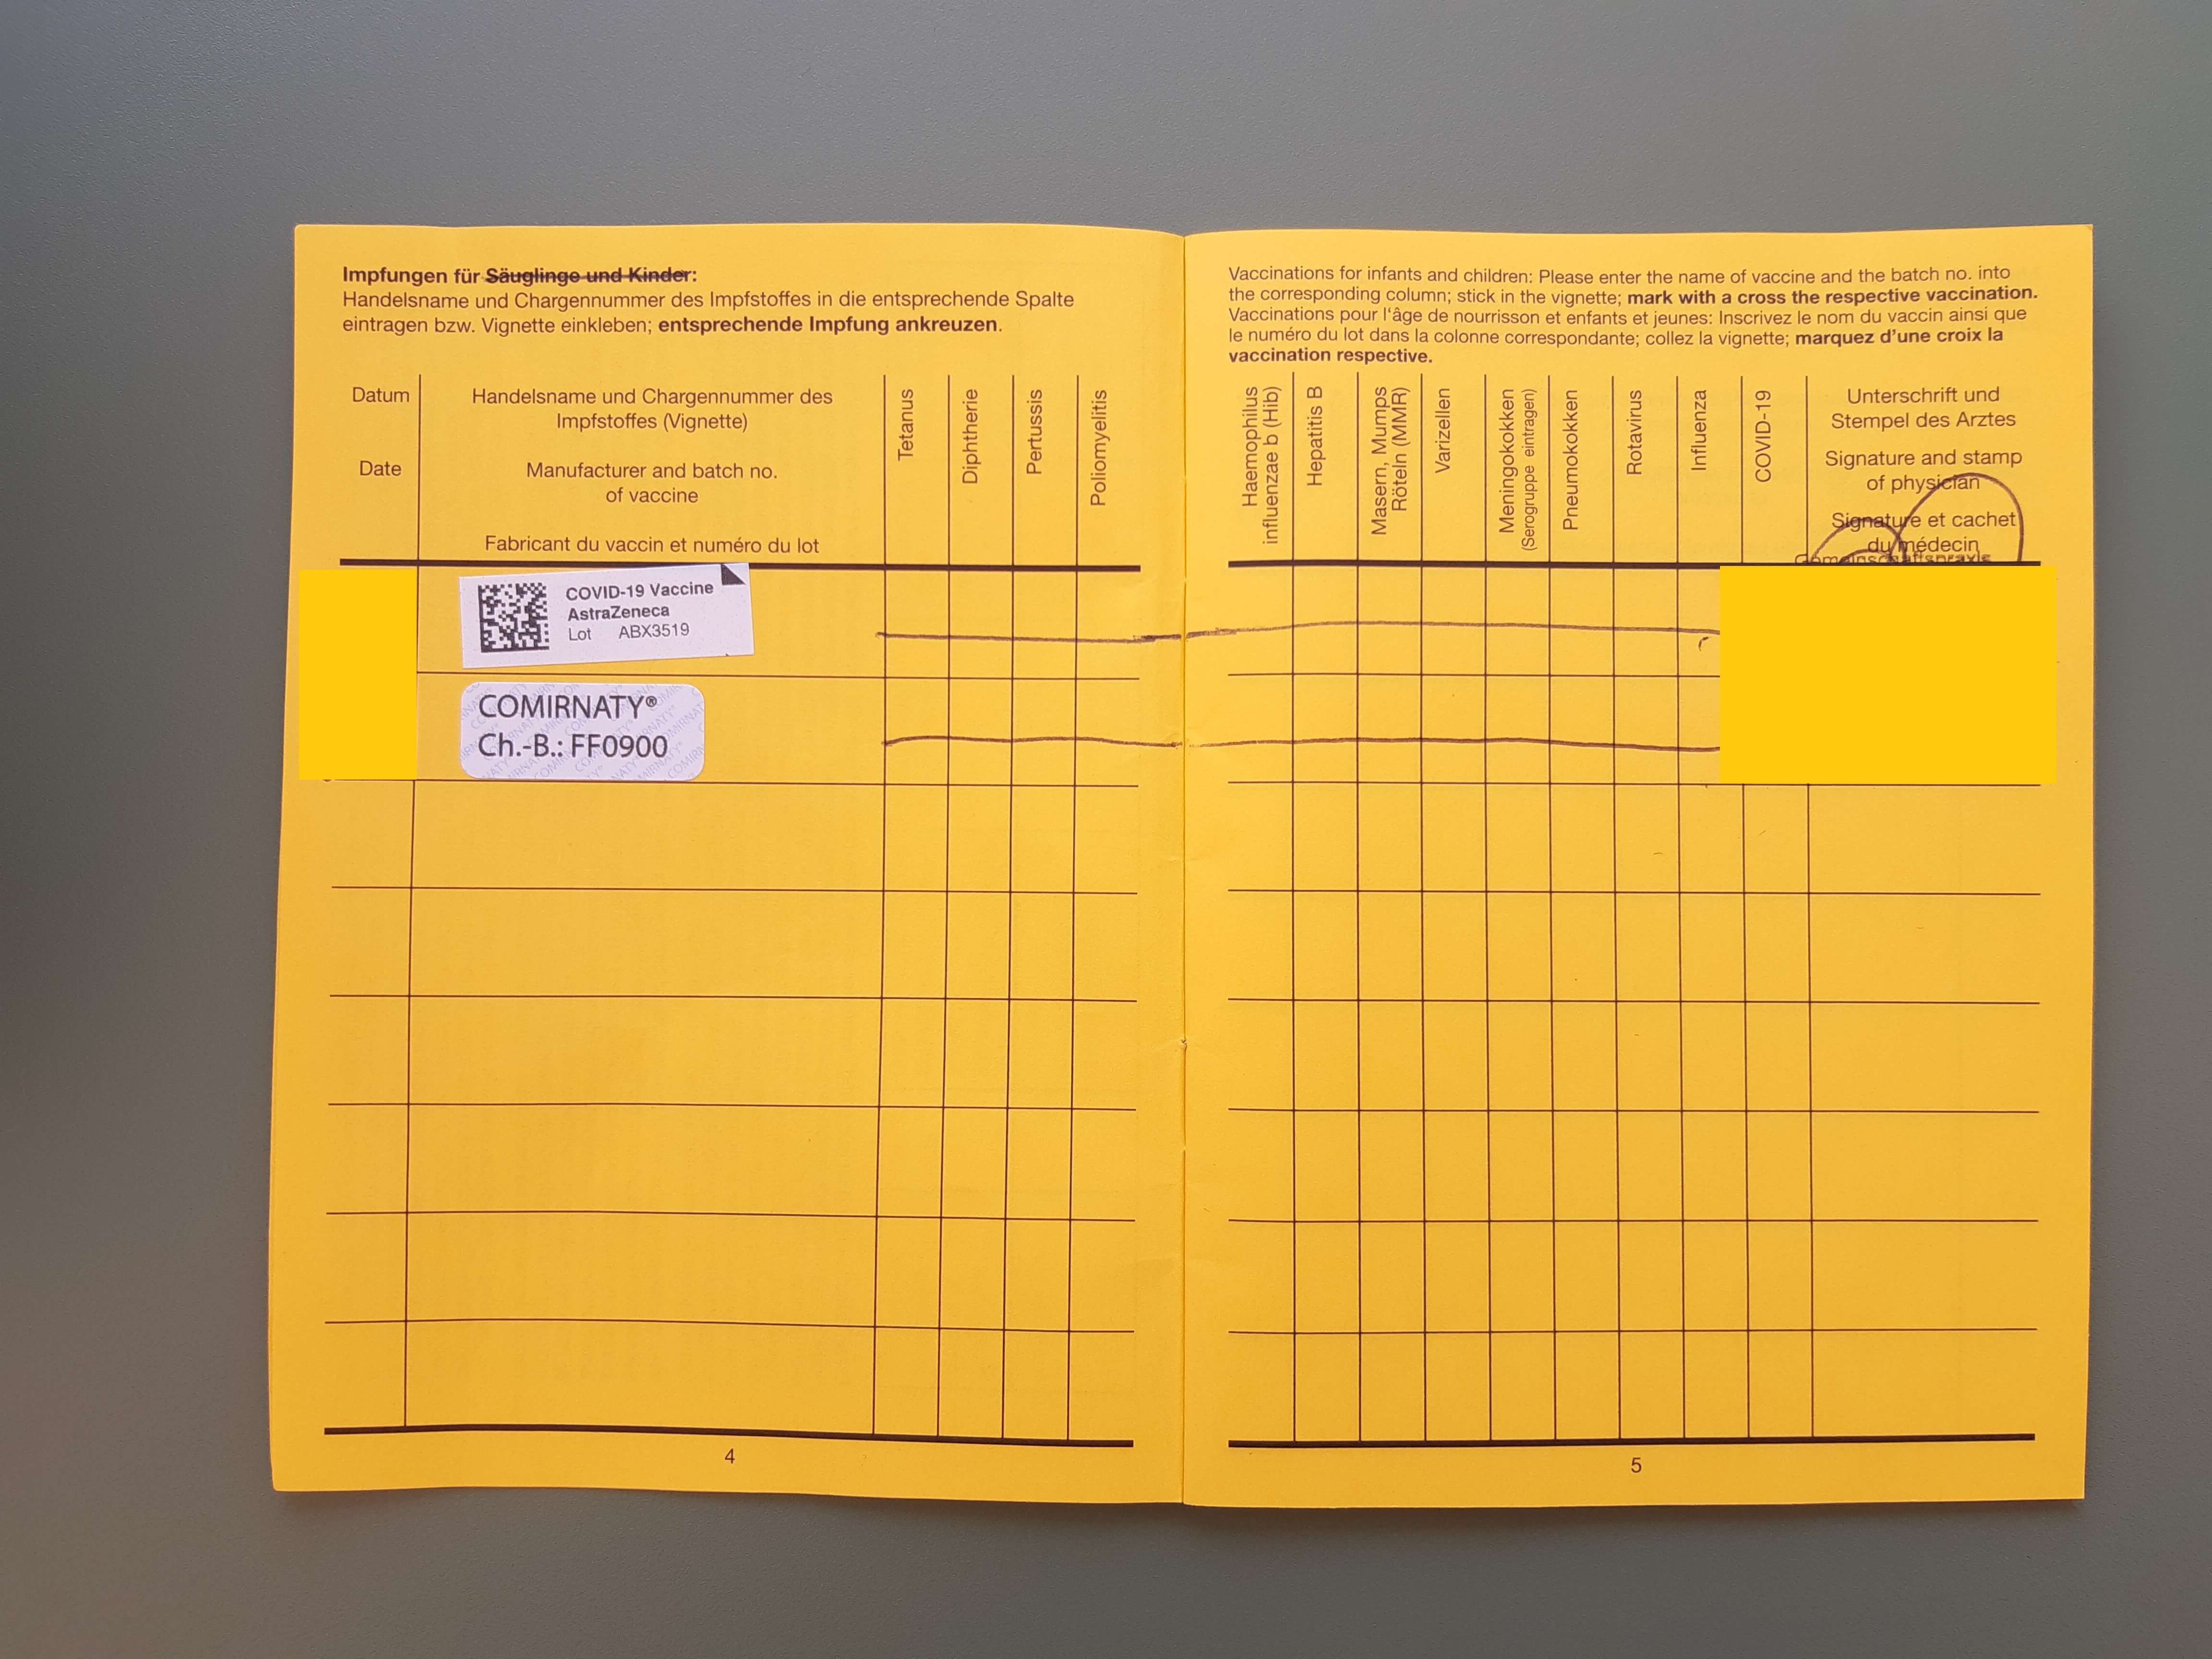 Impfungen für Säuglinge und Kinder:
Handelsname und Chargennummer des Impfstoffes in die entsprechende Spalte
eintragen bzw. Vignette einkleben; entsprechende Impfung ankreuzen.
Datum
Date
Handelsname und Chargennummer des
Impfstoffes (Vignette)
Manufacturer and batch no.
of vaccine
Fabricant du vaccin et numéro du lot
Tetanus
Diphtherie
Pertussis
Poliomyelitis
COVID-19 Vaccine
AstraZeneca
Lot ABX3519
COMIRNATY®
Ch.-B.: FF0900
4
Vaccinations for infants and children: Please enter the name of vaccine and the batch no. into
the corresponding column; stick in the vignette; mark with a cross the respective vaccination.
Vaccinations pour l'âge de nourrisson et enfants et jeunes: Inscrivez le nom du vaccin ainsi que
le numéro du lot dans la colonne correspondante; collez la vignette; marquez d'une croix la
vaccination respective.
Haemophilus
influenzae b (Hib)
Hepatitis B
Masern, Mumps
Röteln (MMR)
Varizellen
Meningokokken
(Serogruppe eintragen)
Pneumokokken
Rotavirus
Influenza
COVID-19
Unterschrift und
Stempel des Arztes
Signature and stamp
of physician
Signature et cachet
du médecin
Gemeinschaftspraxis
5